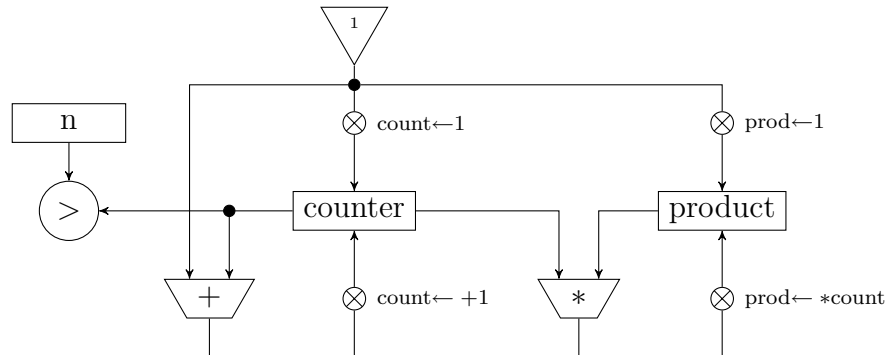 1
count←1
prod←1
n
>
counter
product
+
count← +1
*
prod← *count